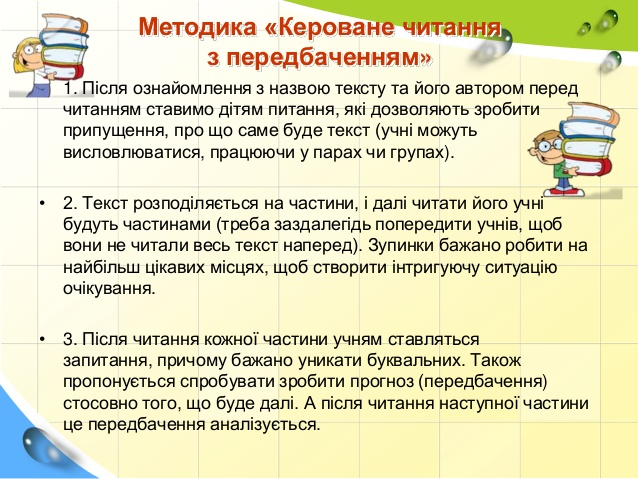 Методика «Кероване читання
з передбаченням»
1. Після ознайомлення з назвою тексту та його автором перед
читанням ставимо дітям питання, які дозволяють зробити
припущення, про що саме буде текст (учні можуть
висловлюватися, працюючи у парах чи групах).
• 2. Текст розподіляється на частини, і далі читати його учні
будуть частинами (треба заздалегідь попередити учнів, щоб
вони не читали весь текст наперед). Зупинки бажано робити на
найбільш цікавих місцях, щоб створити інтригуючу ситуацію
очікування.
• 3. Після читання кожної частини учням ставляться
запитання, причому бажано уникати буквальних. Також
пропонується спробувати зробити прогноз (передбачення)
стосовно того, що буде далі. А після читання наступної частини
це передбачення аналізується.